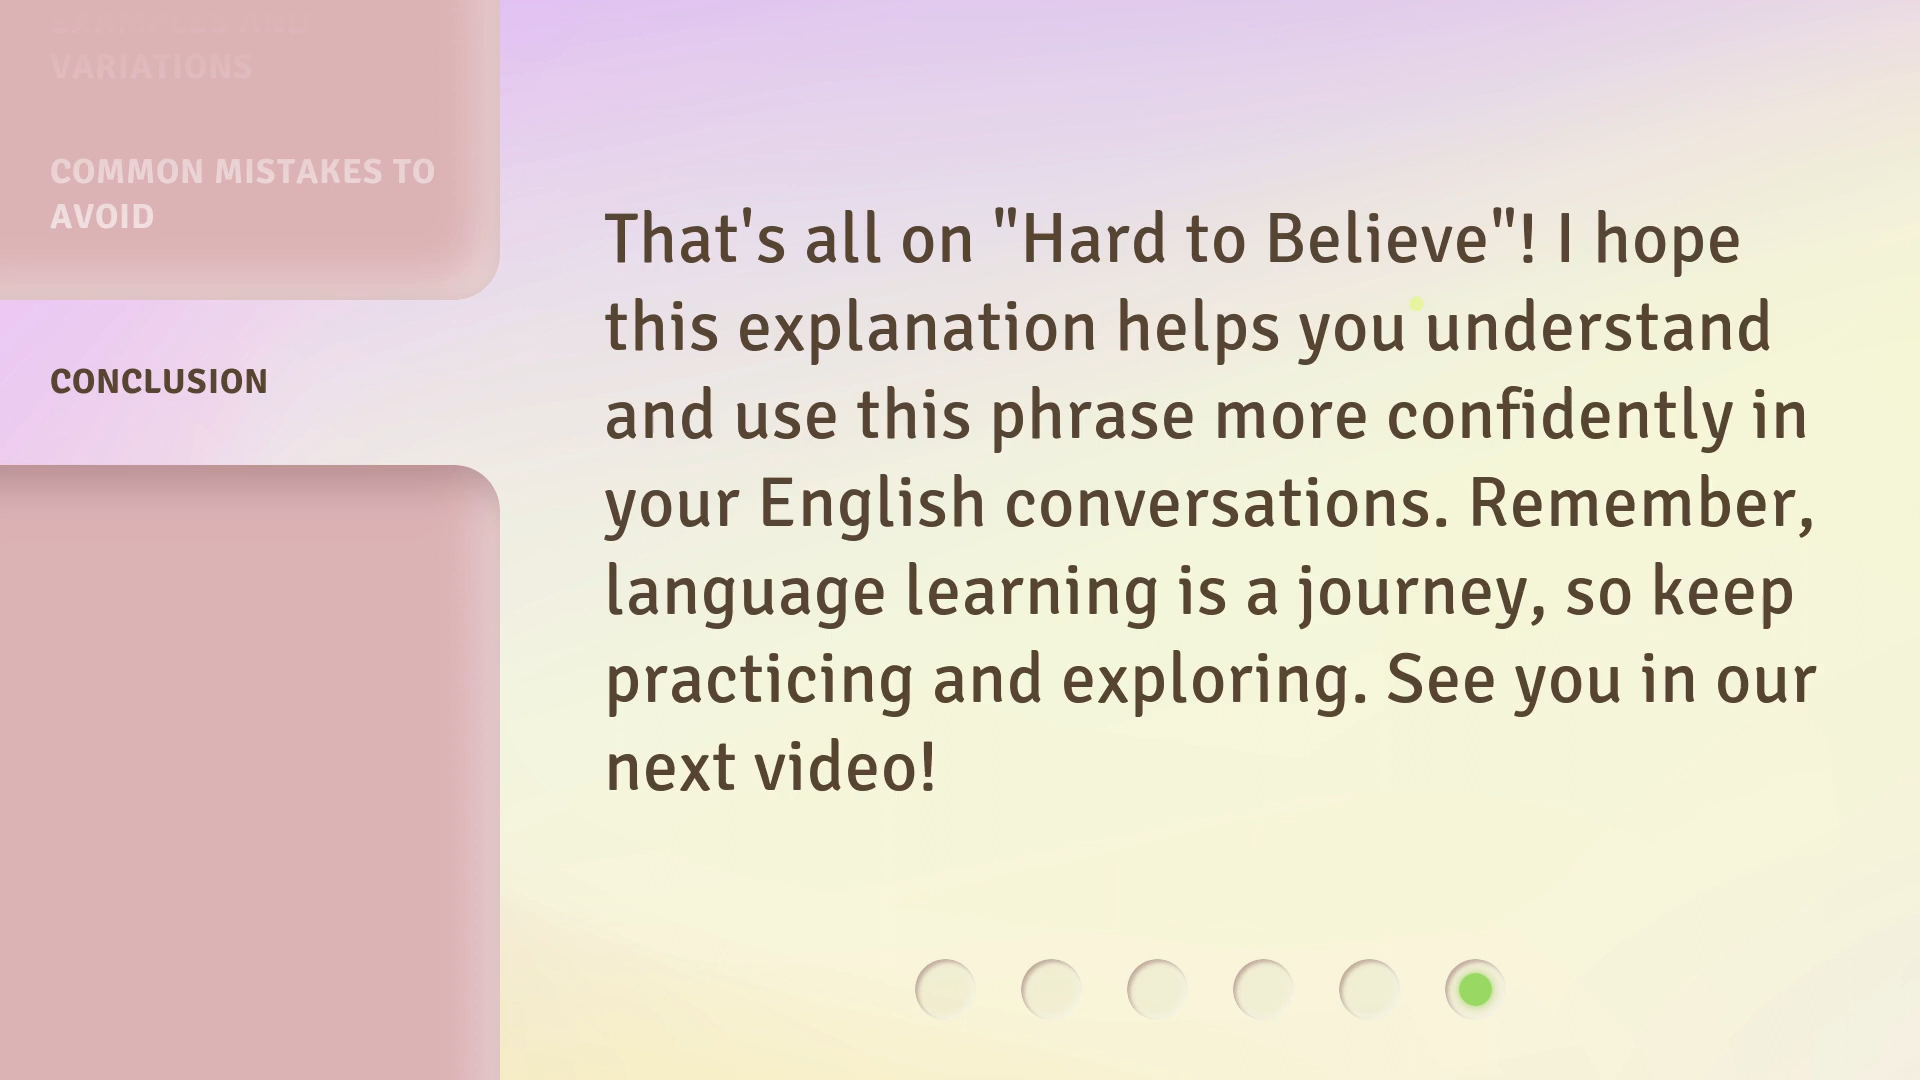 EXAMPLES AND
VARIATIONS
COMMON MISTAKES TO
AVOID
CONCLUSION
That's all on "Hard to Believe"! I hope
this explanation helps you understand
and use this phrase more confidently in
your English conversations. Remember,
language learning is a journey, so keep
practicing and exploring. See you in our
next video!